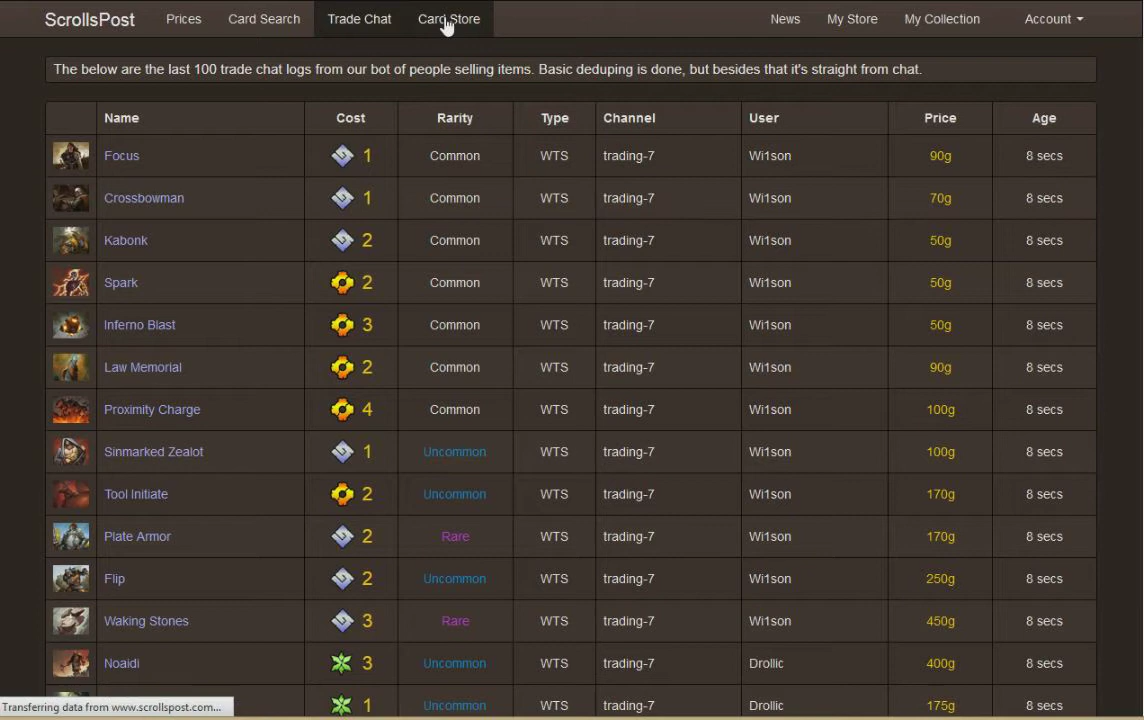 ScrollsPost Prices Card Search Trade Chat Card Store News My Store My Collection Account
The below are the last 100 trade chat logs from our bot of people selling items. Basic deduping is done, but besides that it's straight from chat.
Name Cost Rarity Type Channel User Price Age
Focus 1 Common WTS trading-7 Wi1son 90g 8 secs
Crossbowman 1 Common WTS trading-7 Wi1son 70g 8 secs
Kabonk 2 Common WTS trading-7 Wi1son 50g 8 secs
Spark 2 Common WTS trading-7 Wi1son 50g 8 secs
Inferno Blast 3 Common WTS trading-7 Wi1son 50g 8 secs
Law Memorial 2 Common WTS trading-7 Wi1son 90g 8 secs
Proximity Charge 4 Common WTS trading-7 Wi1son 100g 8 secs
Sinmarked Zealot 1 Uncommon WTS trading-7 Wi1son 100g 8 secs
Tool Initiate 2 Uncommon WTS trading-7 Wi1son 170g 8 secs
Plate Armor 2 Rare WTS trading-7 Wi1son 170g 8 secs
Flip 2 Uncommon WTS trading-7 Wi1son 250g 8 secs
Waking Stones 3 Rare WTS trading-7 Wi1son 450g 8 secs
Noaidi 3 Uncommon WTS trading-7 Drollic 400g 8 secs
1 Uncommon WTS trading-7 Drollic 175g 8 secs
Transferring data from www.scrollspost.com...